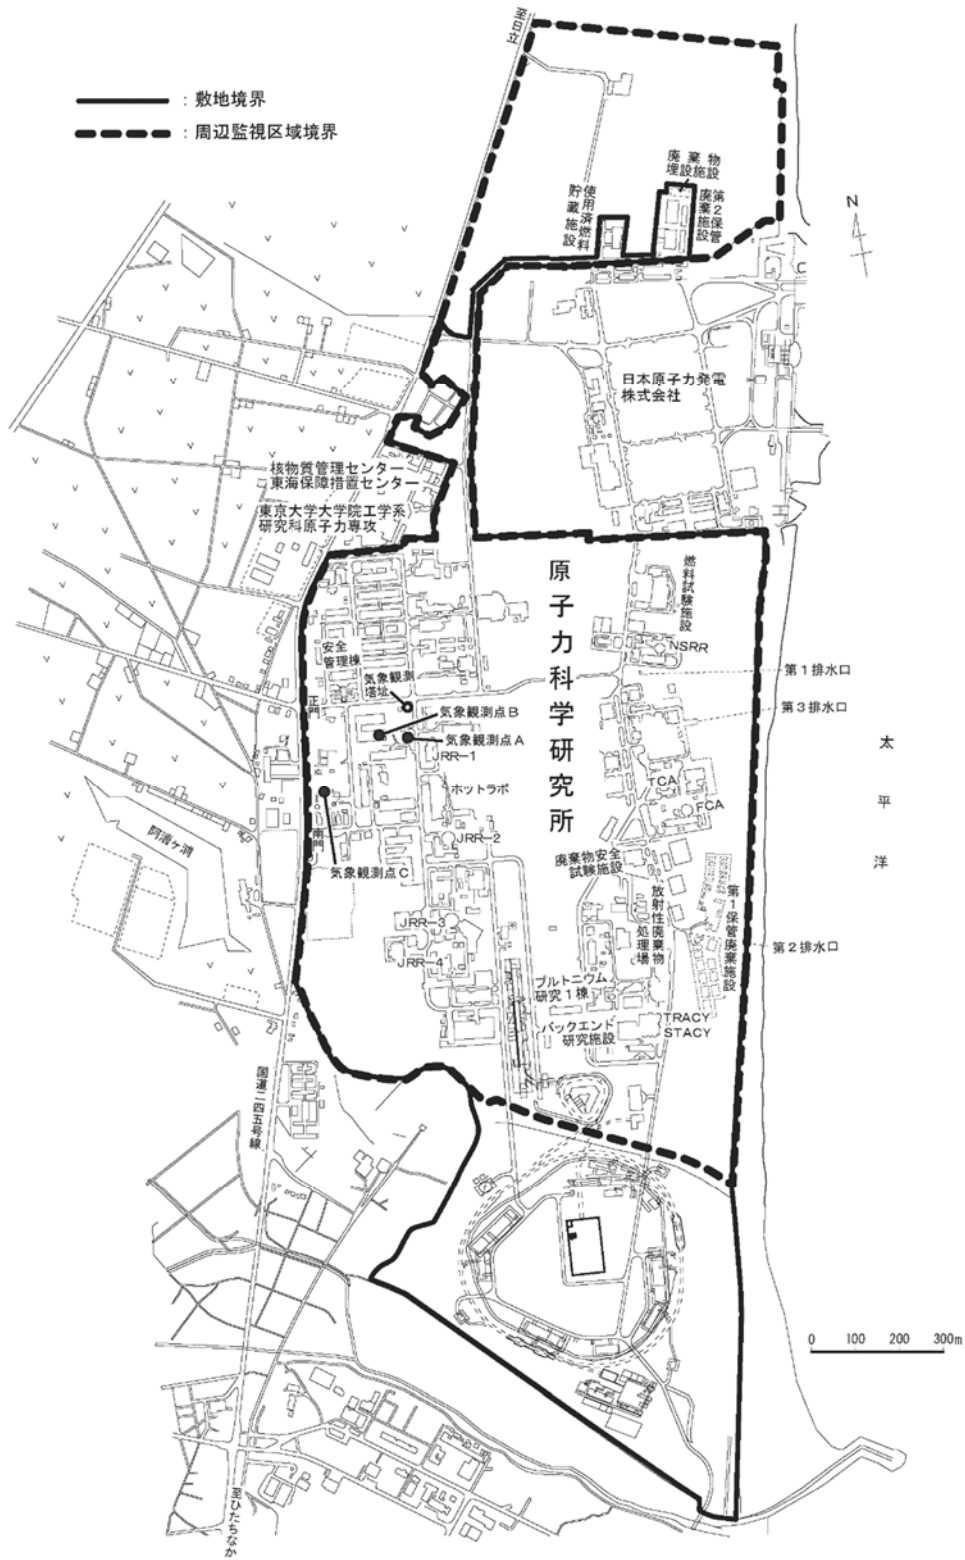 至日立
：敷地境界
：周辺監視区域境界
廃棄物
埋設施設
使用済燃料
貯蔵施設
第2保管
廃棄施設
N
日本原子力発電
株式会社
核物質管理センター
東海保障措置センター
東京大学大学院工学系
研究科原子力専攻
原子力科学研究所
燃料試験施設
安全
管理棟
NSRR
気象観測
塔址
第1排水口
正門
気象観測点B
第3排水口
気象観測点A
JRR-1
太平洋
TCA
ホットラボ
FCA
阿漕ヶ浦
南門
JRR-2
廃棄物安全
試験施設
気象観測点C
放射性廃棄物
処理場
第1保管廃棄施設
JRR-3
第2排水口
JRR-4
プルトニウム
研究1棟
バックエンド
研究施設
TRACY
STACY
国道二四五号線
0 100 200 300m
至ひたちなか